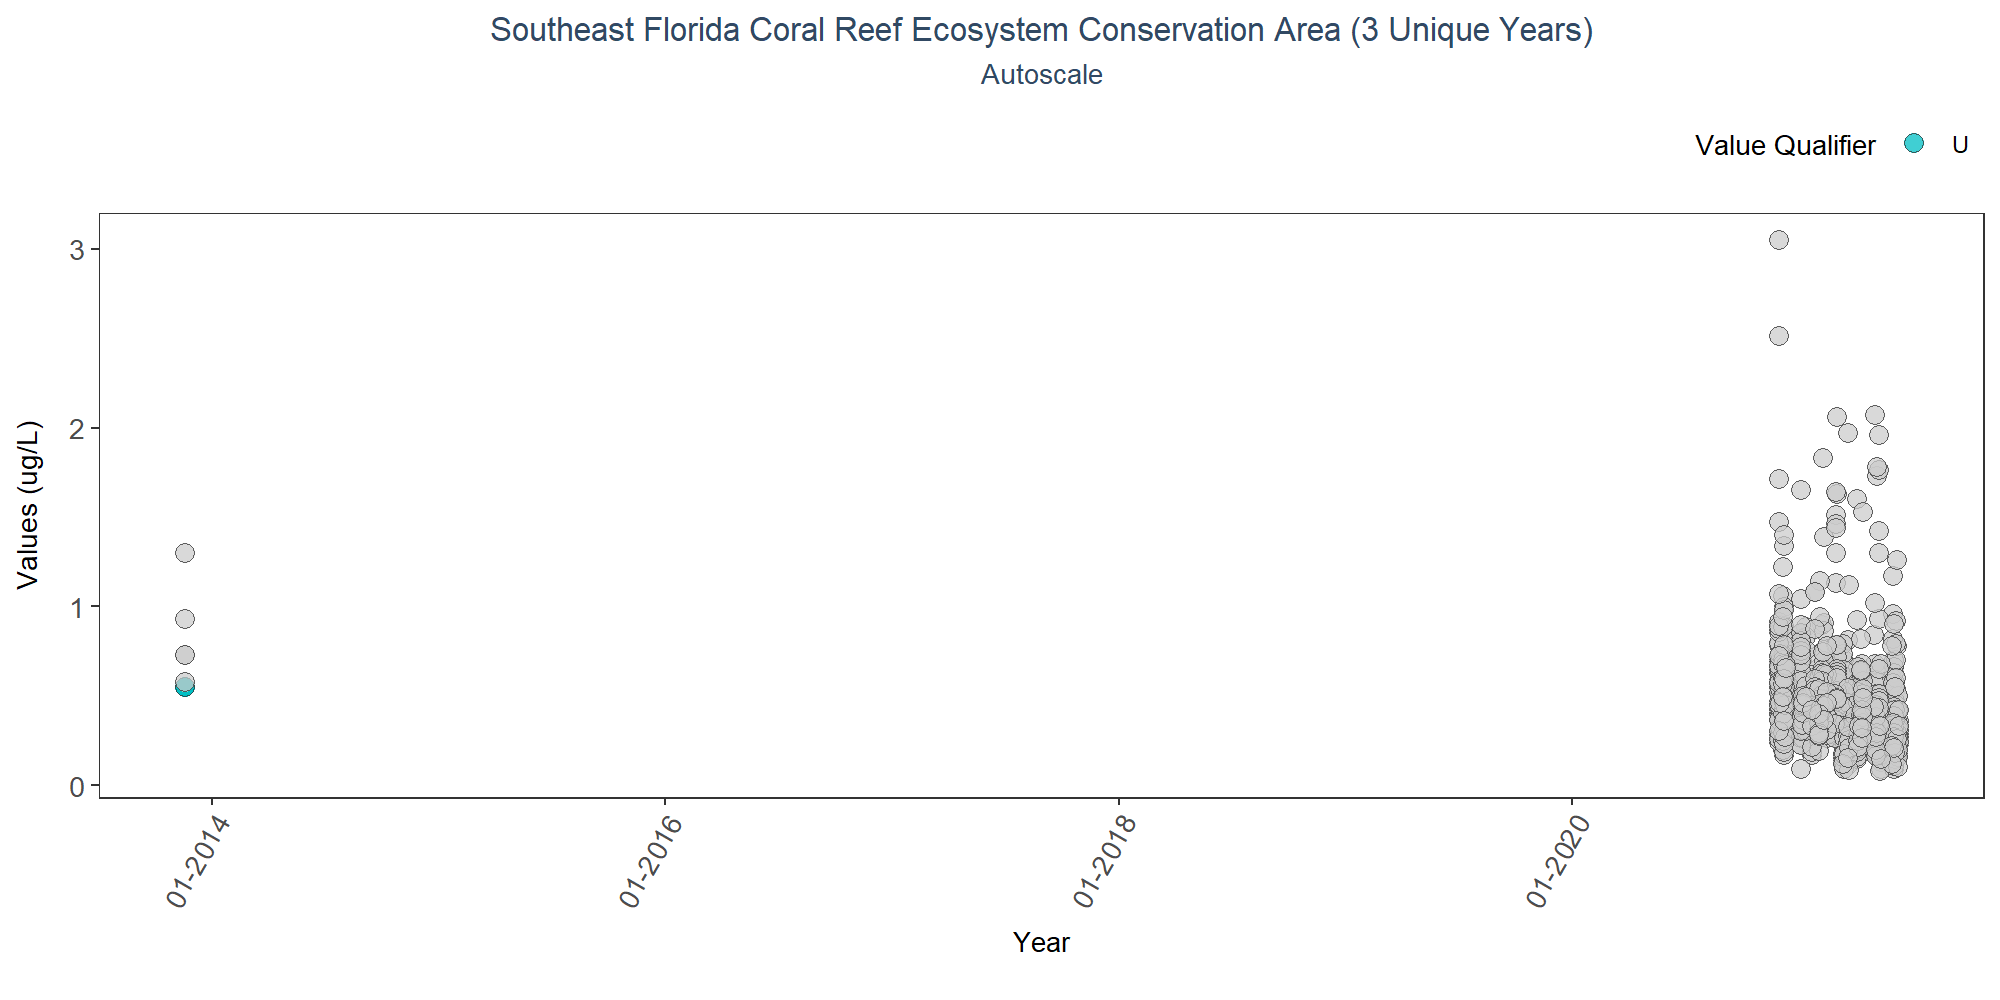 Southeast Florida Coral Reef Ecosystem Conservation Area (3 Unique Years)
Autoscale
Value Qualifier U
3
2
1
0
Values (ug/L)
01-2014 01-2016 01-2018 01-2020
Year